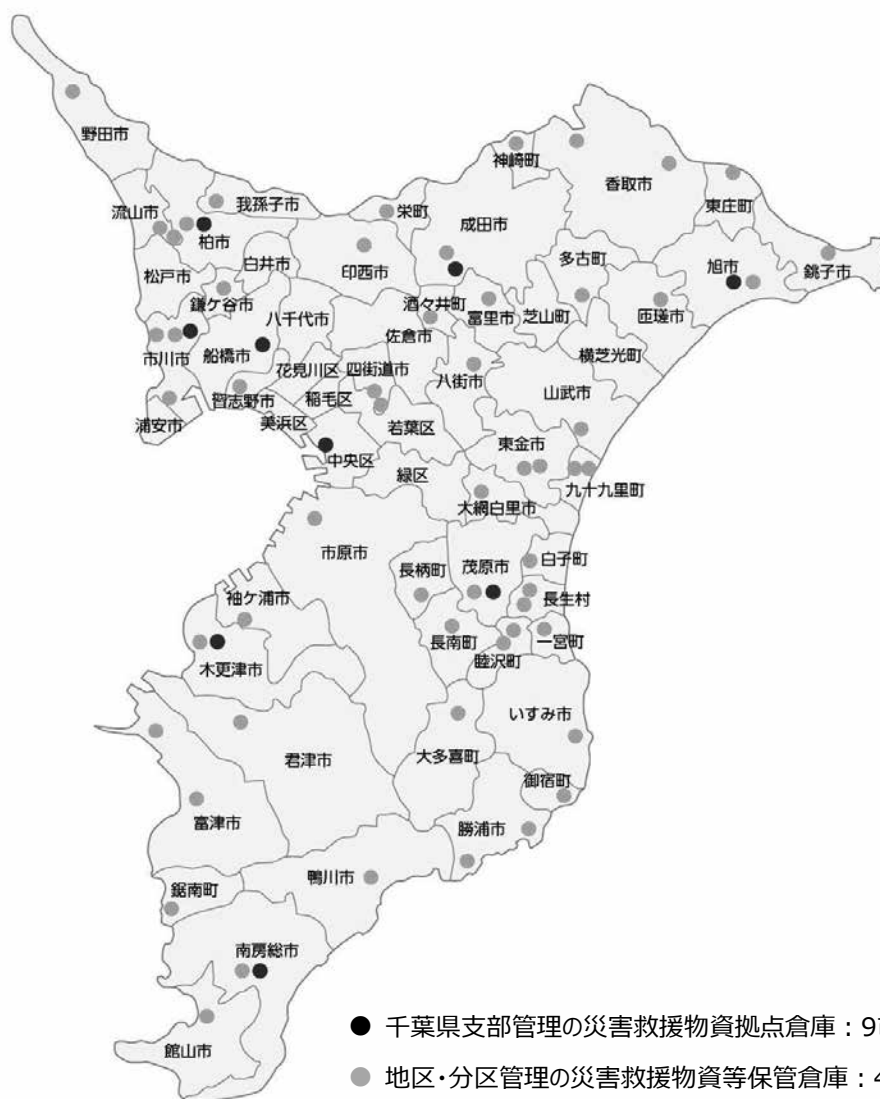 野田市
神崎町
香取市
東庄町
流山市
我孫子市
栄町
成田市
柏市
松戸市
白井市
印西市
多古町
旭市
銚子市
鎌ケ谷市
八千代市
酒々井町
富里市
芝山町
匝瑳市
市川市
船橋市
佐倉市
横芝光町
花見川区
四街道市
八街市
山武市
習志野市
稲毛区
浦安市
美浜区
若葉区
東金市
中央区
緑区
九十九里町
大網白里市
市原市
長柄町
茂原市
白子町
長生村
袖ケ浦市
長南町
一宮町
睦沢町
木更津市
いすみ市
君津市
大多喜町
御宿町
富津市
勝浦市
鴨川市
鋸南町
南房総市
館山市
● 千葉県支部管理の災害救援物資拠点倉庫：9
● 地区・分区管理の災害救援物資等保管倉庫：4